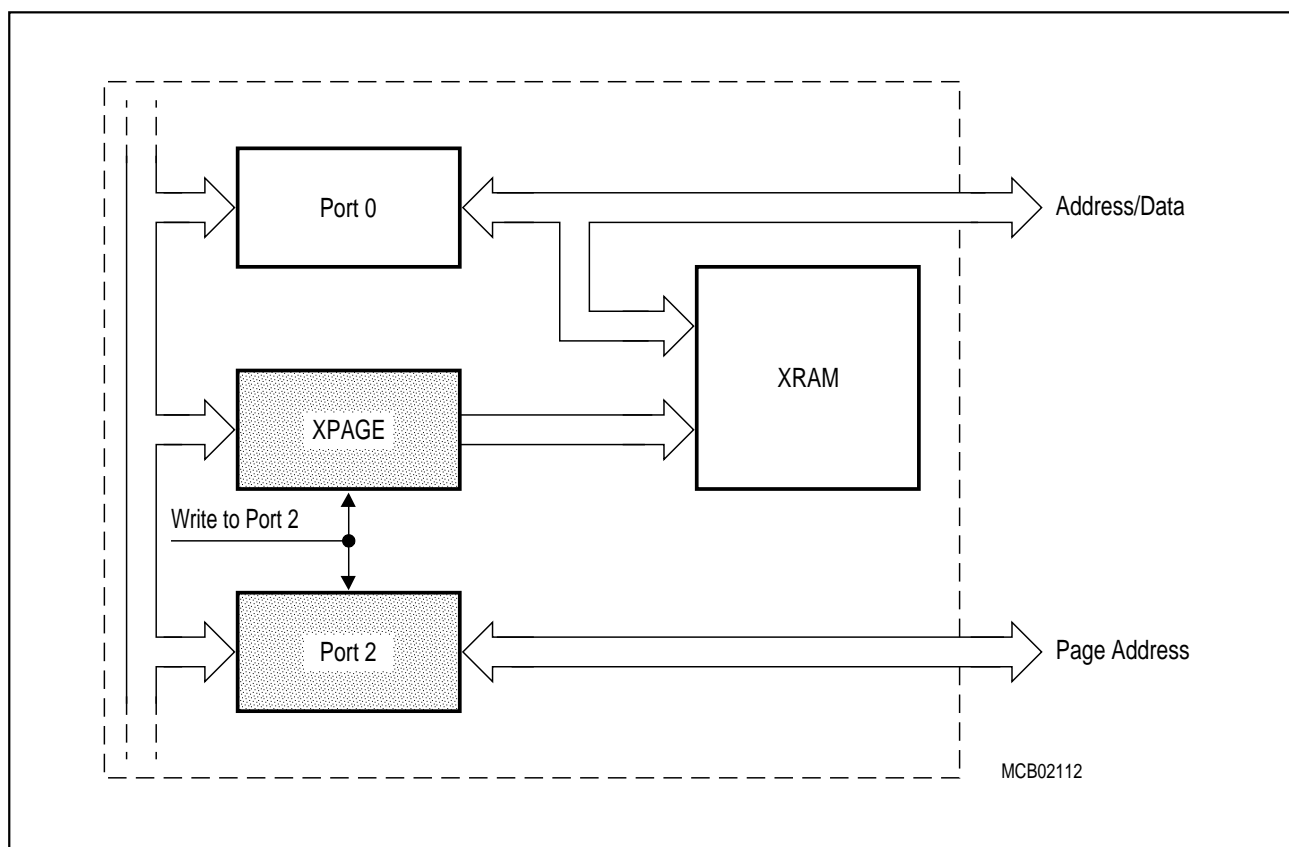 Port 0
Address/Data
XRAM
XPAGE
Write to Port 2
Port 2
Page Address
MCB02112